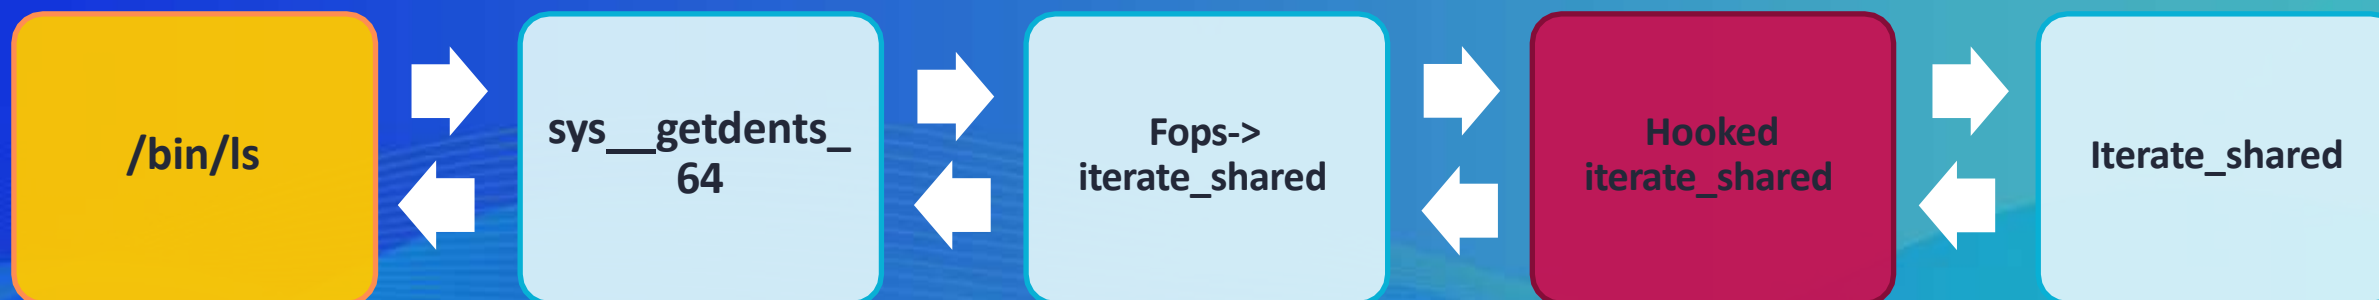 /bin/ls
sys__getdents_
64
Fops->
iterate_shared
Hooked
iterate_shared
Iterate_shared